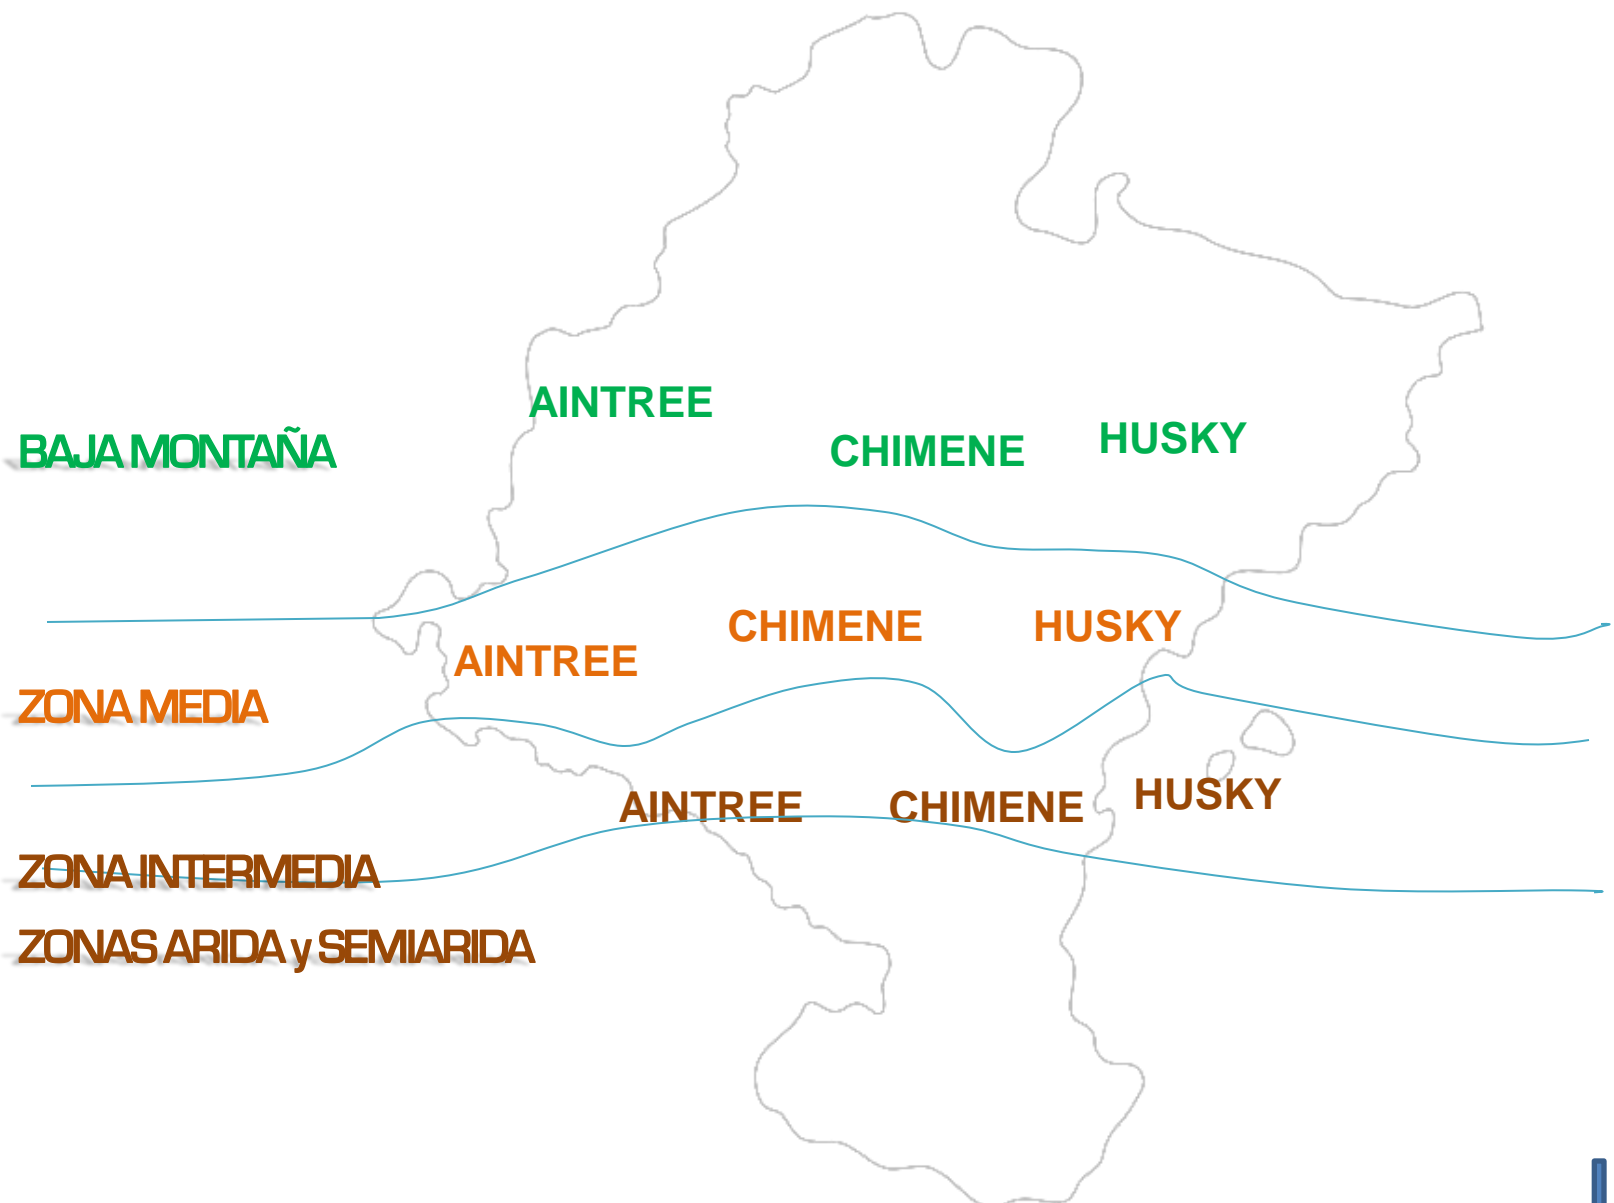 AINTREE
BAJA MONTAÑA
CHIMENE
HUSKY
CHIMENE
HUSKY
AINTREE
ZONA MEDIA
AINTREE
CHIMENE
HUSKY
ZONA INTERMEDIA
ZONAS ARIDA y SEMIARIDA